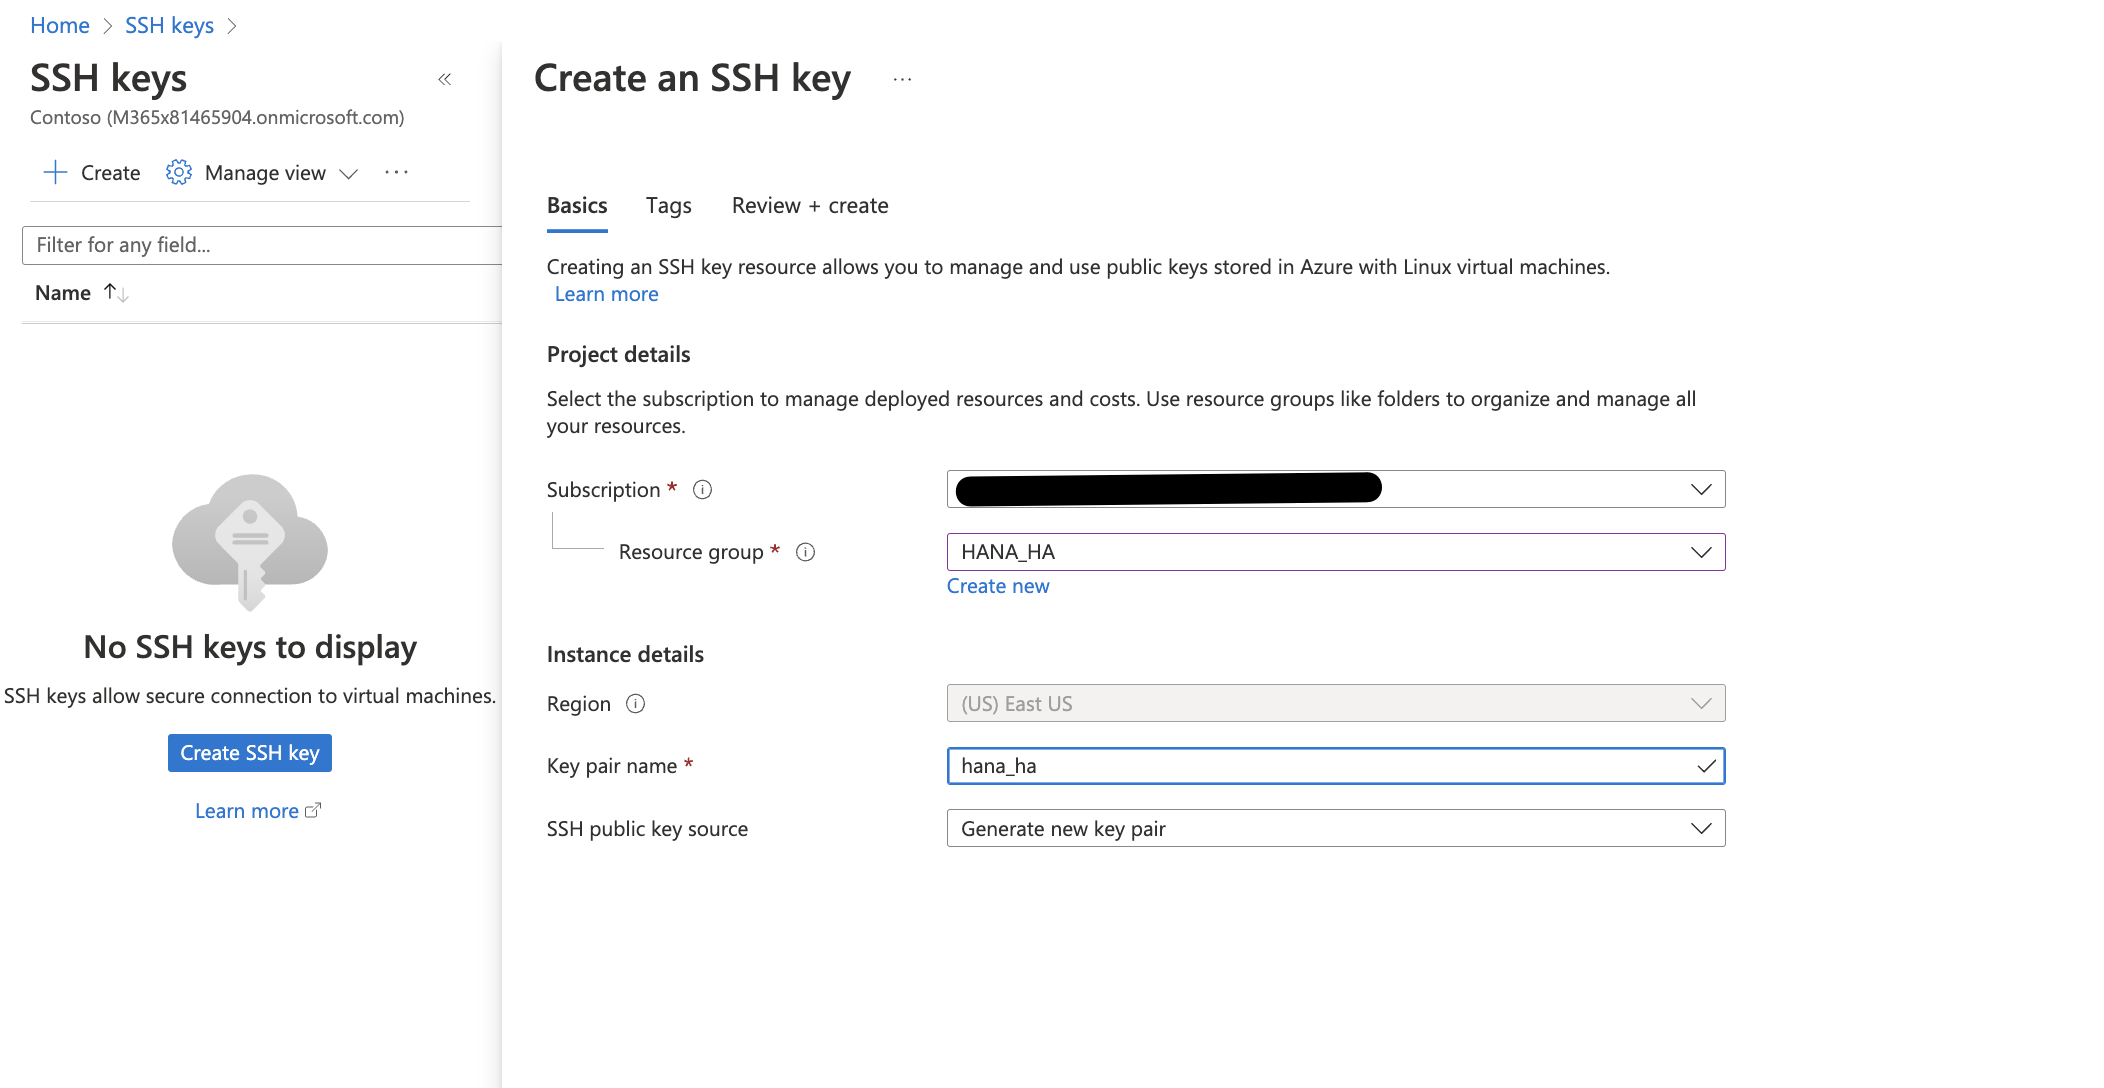 Home > SSH keys >
SSH keys «
Contoso (M365x81465904.onmicrosoft.com)
+ Create Manage view ...
Filter for any field...
Name ↑↓
No SSH keys to display
SSH keys allow secure connection to virtual machines.
Create SSH key
Learn more
Create an SSH key ...
Basics Tags Review + create
Creating an SSH key resource allows you to manage and use public keys stored in Azure with Linux virtual machines.
Learn more
Project details
Select the subscription to manage deployed resources and costs. Use resource groups like folders to organize and manage all
your resources.
Subscription *
Resource group * HANA_HA
Create new
Instance details
Region (US) East US
Key pair name * hana_ha
SSH public key source Generate new key pair